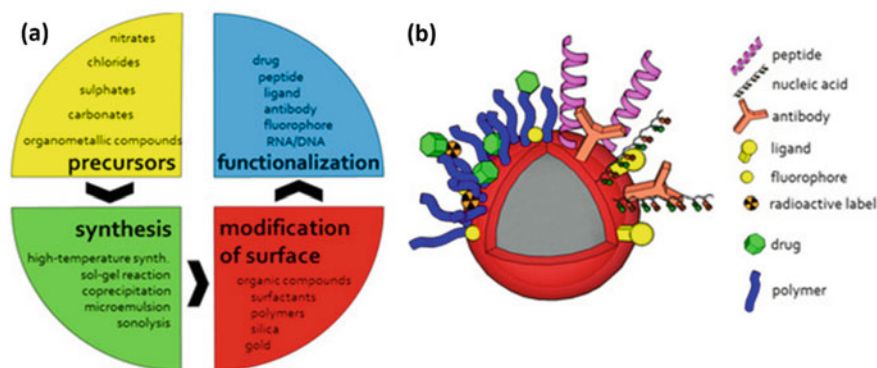 (a)
nitrates
chlorides
sulphates
carbonates
organometallic compounds
precursors
drug
peptide
ligand
antibody
fluorophore
RNA/DNA
functionalization
synthesis
high-temperature synth.
sol-gel reaction
coprecipitation
microemulsion
sonolysis
modification
of surface
organic compounds
surfactants
polymers
silica
gold
(b)
peptide
nucleic acid
antibody
ligand
fluorophore
radioactive label
drug
polymer